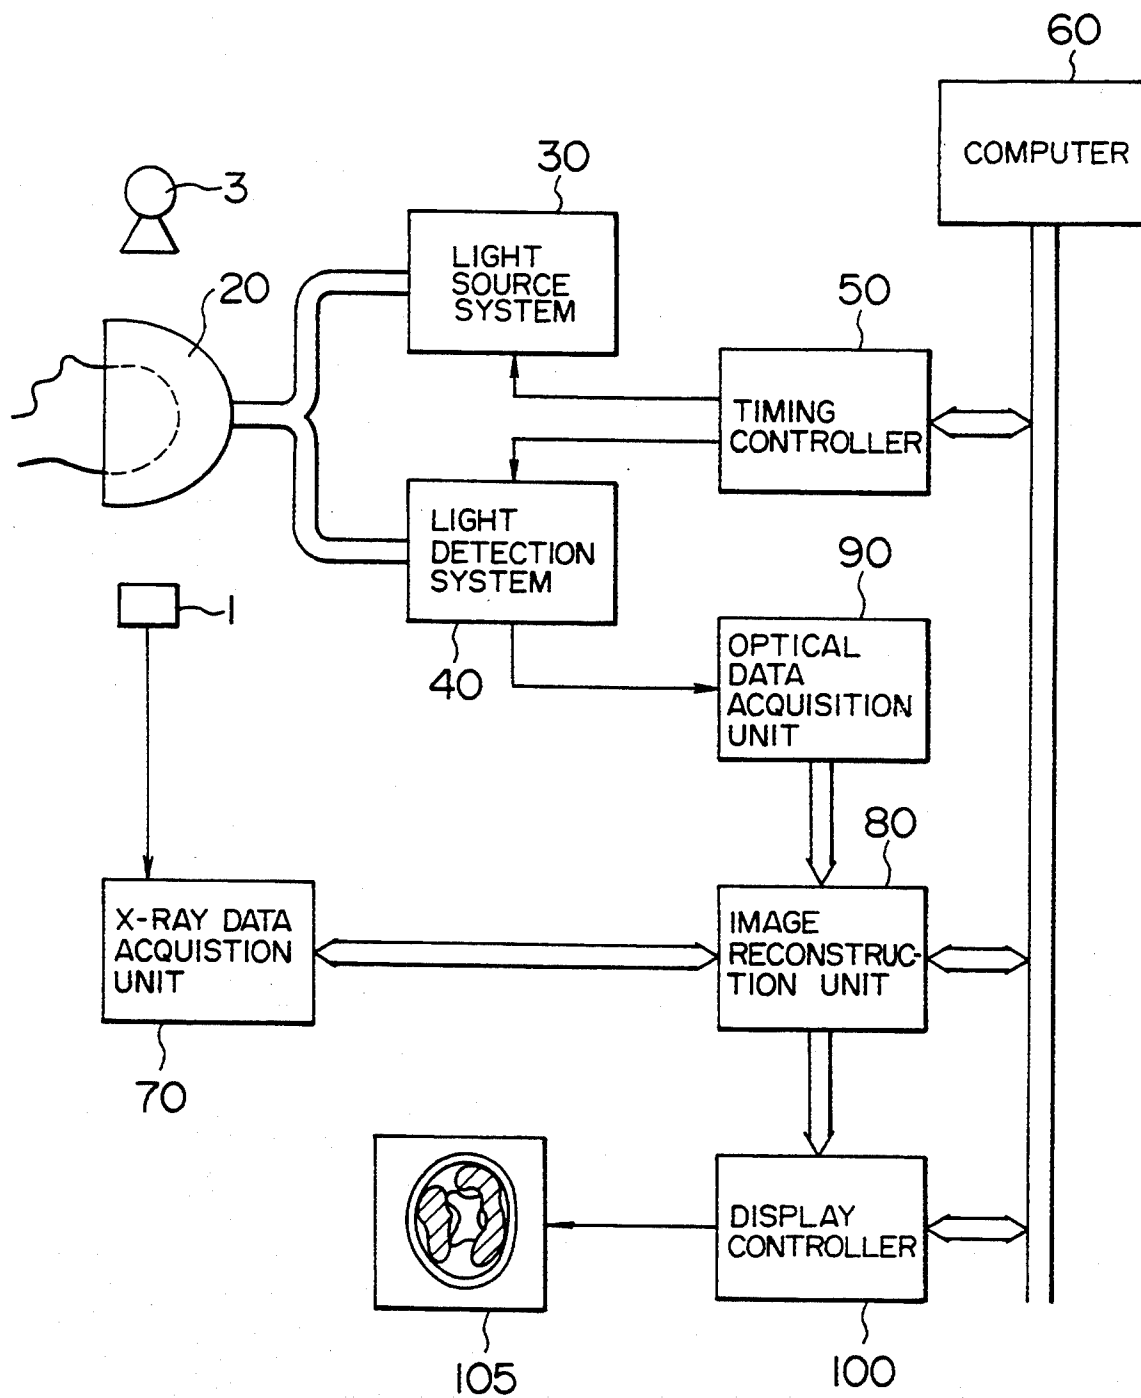 60
COMPUTER
30
3
LIGHT
SOURCE
SYSTEM
20
50
TIMING
CONTROLLER
LIGHT
DETECTION
SYSTEM
90
1
40
OPTICAL
DATA
ACQUISITION
UNIT
80
X-RAY DATA
ACQUISTION
UNIT
IMAGE
RECONSTRUC-
TION UNIT
70
DISPLAY
CONTROLLER
105
100